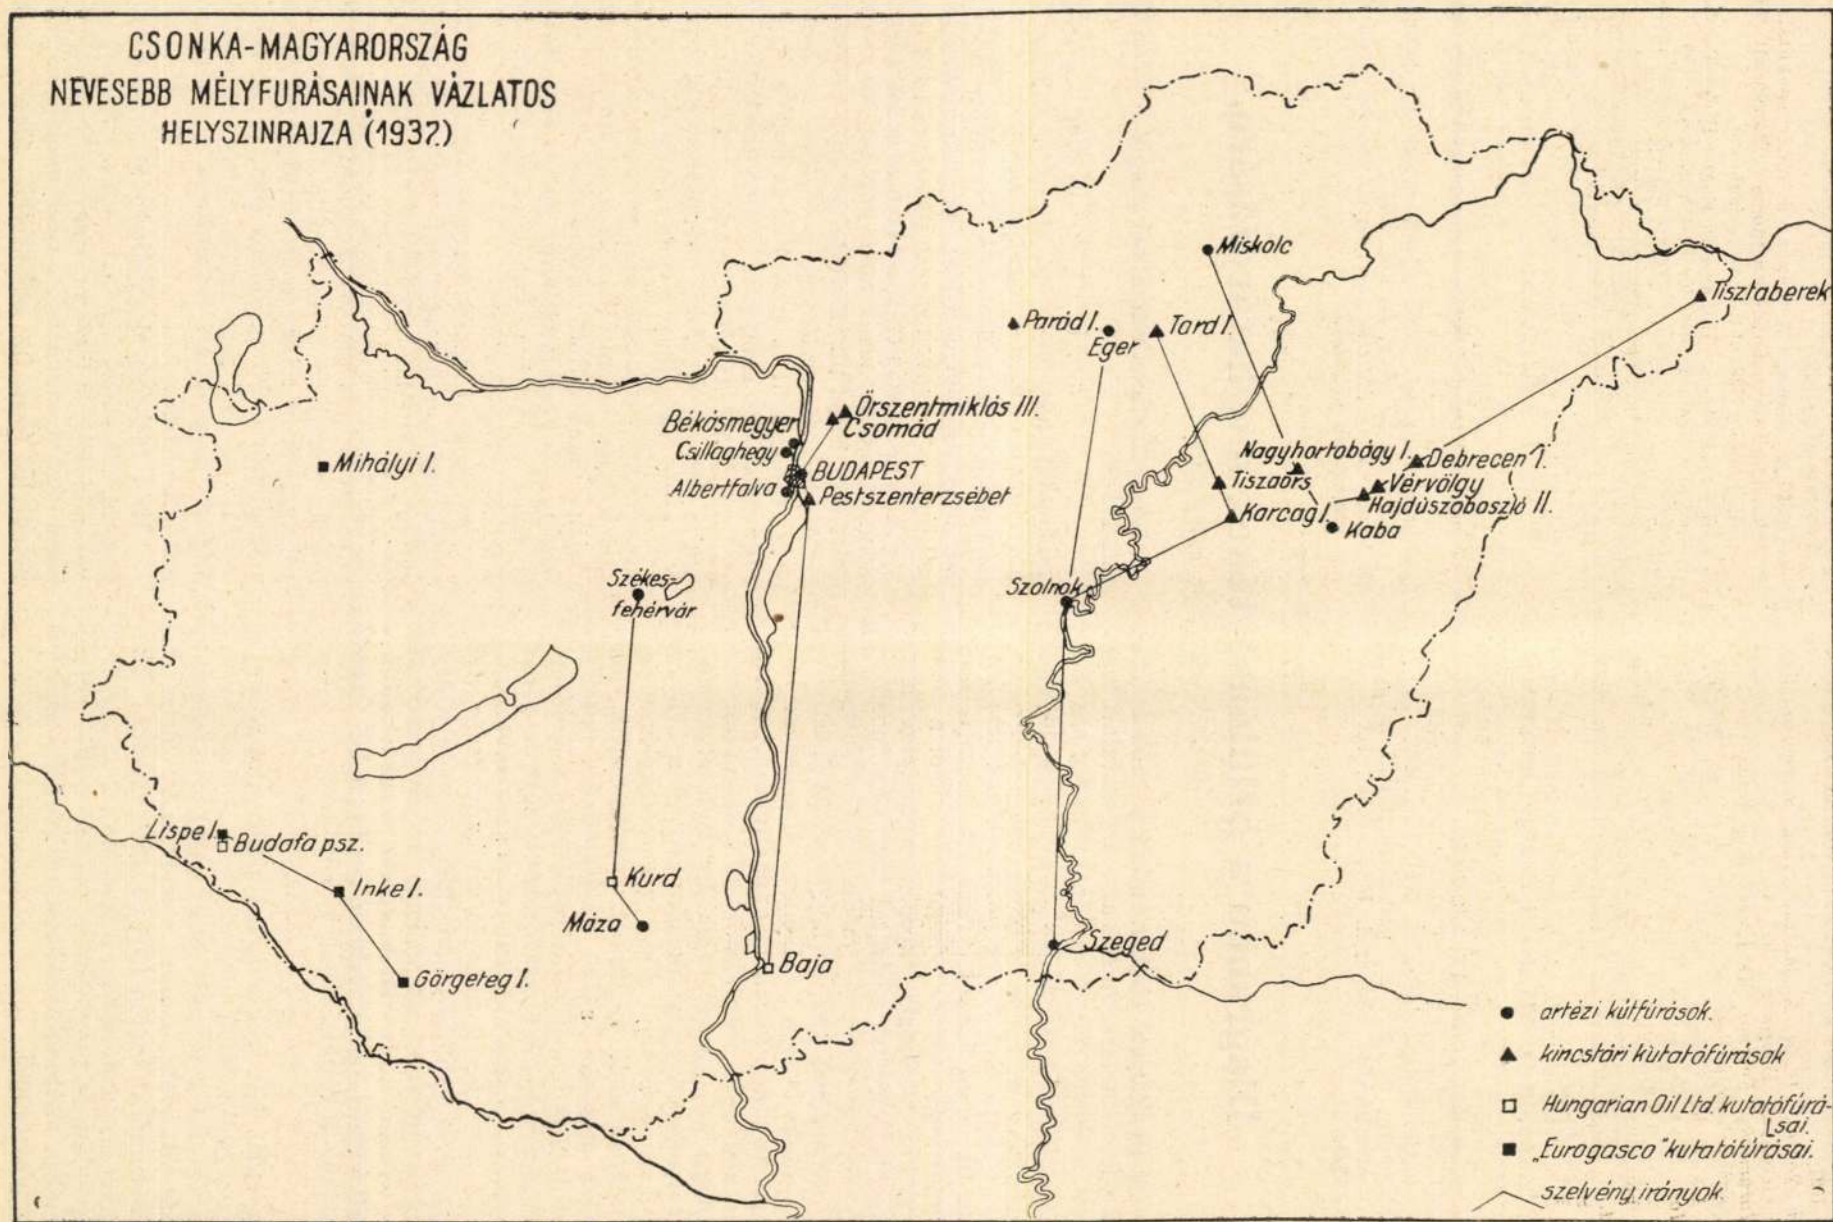 CSONKA-MAGYARORSZÁG
NEVESEBB MÉLYFURÁSAINAK VÁZLATOS
HELYSZINRAJZA (1937.)
Miskolc
Tisztaberek
Parád I.
Eger
Tard I.
Békásmegyer
Csillaghegy
Őrszentmiklós III.
Csomád
BUDAPEST
Albertfalva
Pestszenterzsébet
Mihályi I.
Nagyhortobágy I.
Debrecen I.
Tiszaörs
Vérvölgy
Hajdúszoboszló II.
Karcag I.
Kaba
Székes-
fehérvár
Szolnok
Lispe I.
Budafa psz.
Inke I.
Kurd
Máza
Görgeteg I.
Baja
Szeged
artézi kútfúrások.
kincstári kutatófúrások
Hungarian Oil Ltd. kutatófúrá-
sai.
„Eurogasco" kutatófúrásai.
szelvény irányok.